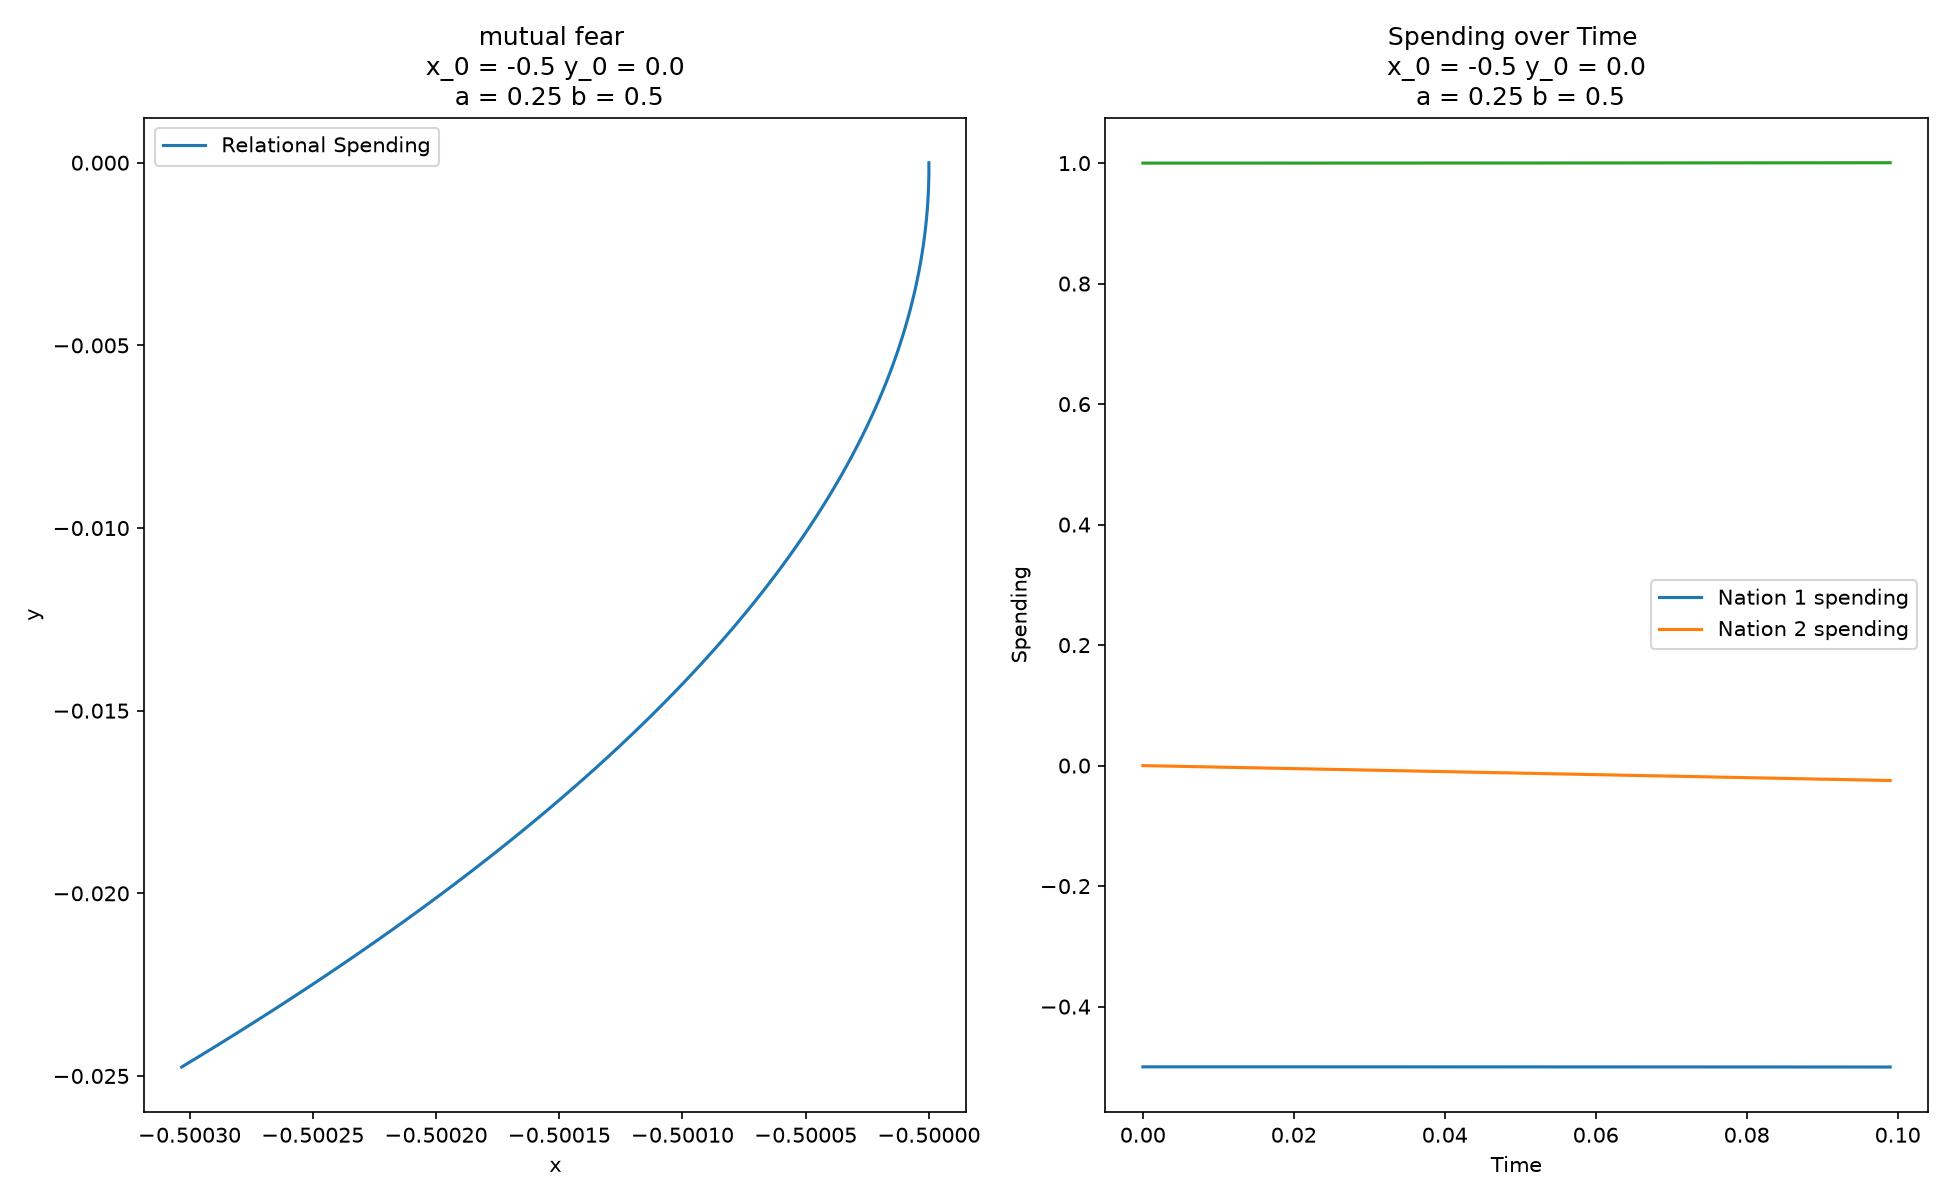 mutual fear
x_0 = -0.5 y_0 = 0.0
a = 0.25 b = 0.5
Relational Spending
0.000
−0.005
−0.010
−0.015
−0.020
−0.025
y
−0.50030 −0.50025 −0.50020 −0.50015 −0.50010 −0.50005 −0.50000
x
Spending over Time
x_0 = -0.5 y_0 = 0.0
a = 0.25 b = 0.5
1.0
0.8
0.6
0.4
0.2
0.0
−0.2
−0.4
Spending
Nation 1 spending
Nation 2 spending
0.00 0.02 0.04 0.06 0.08 0.10
Time